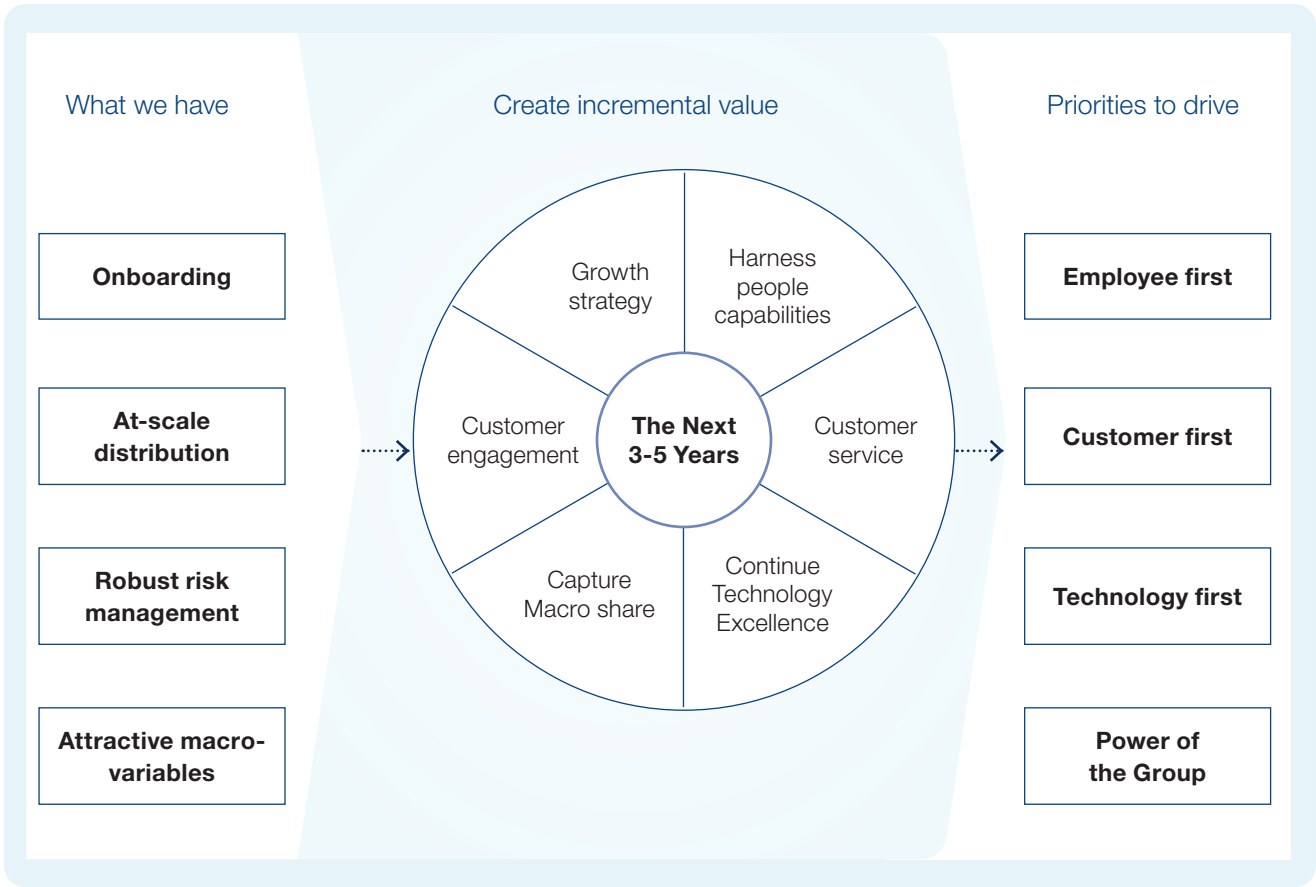 What we have
Onboarding
At-scale
distribution
Robust risk
management
Attractive macro-
variables
Create incremental value
Growth
strategy
Harness
people
capabilities
Customer
engagement
The Next
3-5 Years
Customer
service
Capture
Macro share
Continue
Technology
Excellence
Priorities to drive
Employee first
Customer first
Technology first
Power of
the Group